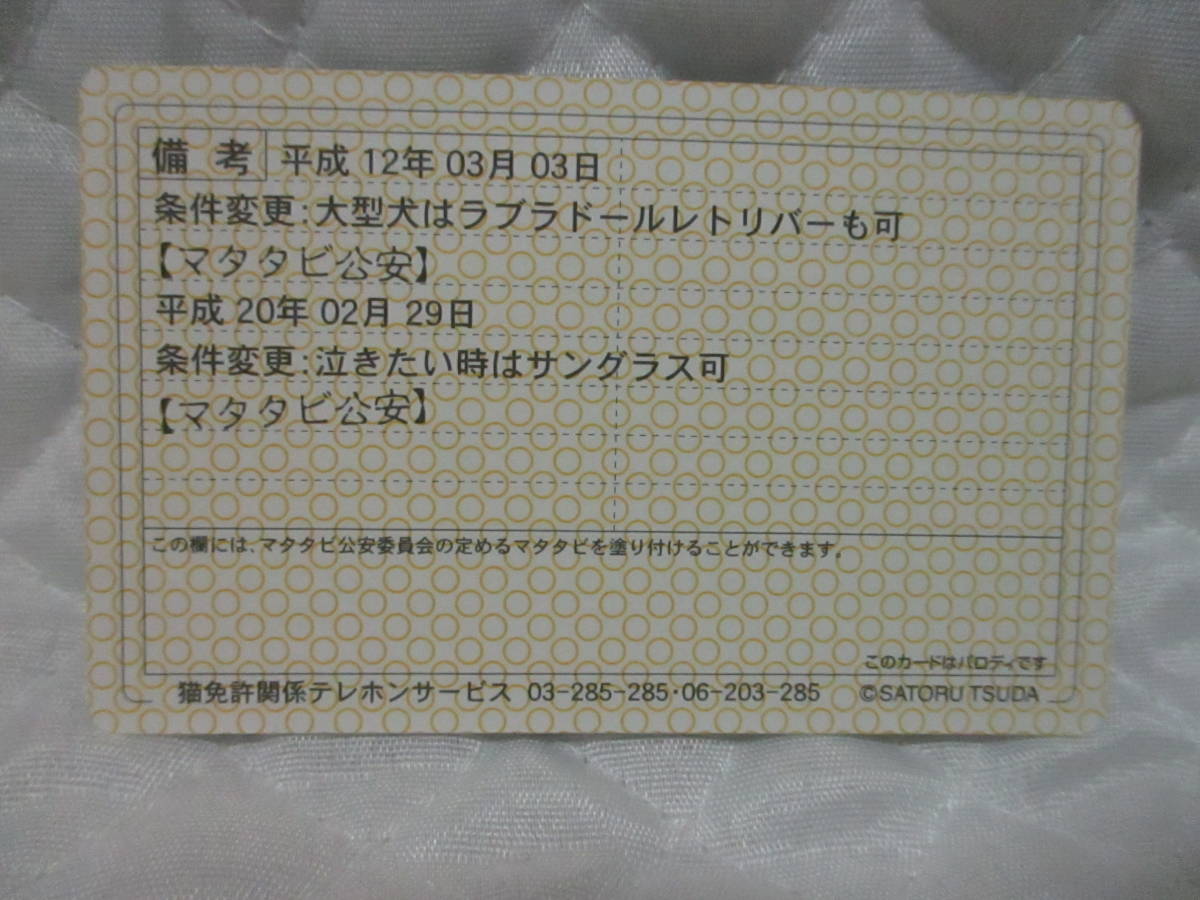 備考 平成 12年 03月 03日
条件変更:大型犬はラブラドールレトリバーも可
【マタタビ公安】
平成 20年 02月 29日
条件変更:泣きたい時はサングラス可
【マタタビ公安】
この欄には、マタタビ公安委員会の定めるマタタビを塗り付けることができます。
このカードはパロディです
猫免許関係テレホンサービス 03-285-285・06-203-285 ©SATORU TSUDA